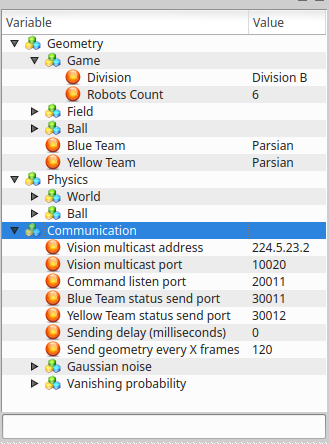 Variable Value
Geometry
Game
Division Division B
Robots Count 6
Field
Ball
Blue Team Parsian
Yellow Team Parsian
Physics
World
Ball
Communication
Vision multicast address 224.5.23.2
Vision multicast port 10020
Command listen port 20011
Blue Team status send port 30011
Yellow Team status send port 30012
Sending delay (milliseconds) 0
Send geometry every X frames 120
Gaussian noise
Vanishing probability